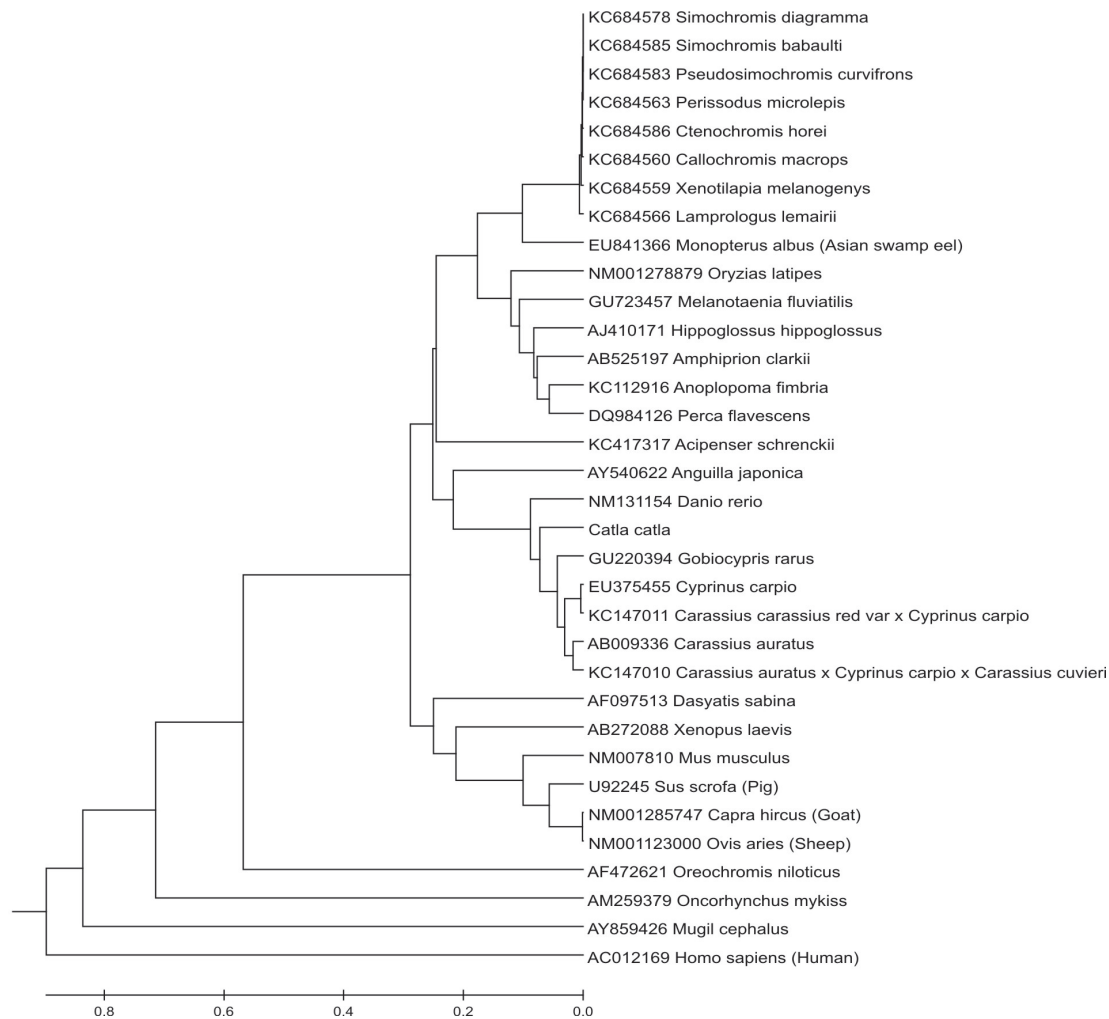 KC684578 Simochromis diagramma
KC684585 Simochromis babaulti
KC684583 Pseudosimochromis curvifrons
KC684563 Perissodus microlepis
KC684586 Ctenochromis horei
KC684560 Callochromis macrops
KC684559 Xenotilapia melanogenys
KC684566 Lamprologus lemairii
EU841366 Monopterus albus (Asian swamp eel)
NM001278879 Oryzias latipes
GU723457 Melanotaenia fluviatilis
AJ410171 Hippoglossus hippoglossus
AB525197 Amphiprion clarkii
KC112916 Anoplopoma fimbria
DQ984126 Perca flavescens
KC417317 Acipenser schrenckii
AY540622 Anguilla japonica
NM131154 Danio rerio
Catla catla
GU220394 Gobiocypris rarus
EU375455 Cyprinus carpio
KC147011 Carassius carassius red var x Cyprinus carpio
AB009336 Carassius auratus
KC147010 Carassius auratus x Cyprinus carpio x Carassius cuvieri
AF097513 Dasyatis sabina
AB272088 Xenopus laevis
NM007810 Mus musculus
U92245 Sus scrofa (Pig)
NM001285747 Capra hircus (Goat)
NM001123000 Ovis aries (Sheep)
AF472621 Oreochromis niloticus
AM259379 Oncorhynchus mykiss
AY859426 Mugil cephalus
AC012169 Homo sapiens (Human)
0.8 0.6 0.4 0.2 0.0